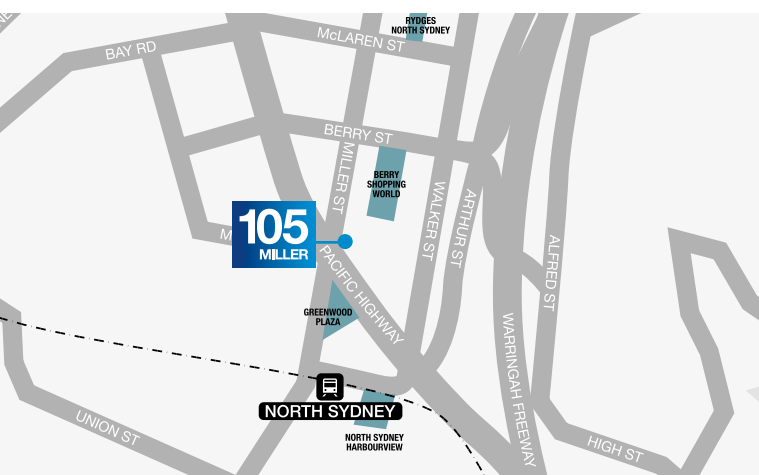 RYDGES
NORTH SYDNEY
McLAREN ST
BAY RD
BERRY ST
MILLER ST
BERRY
SHOPPING
WORLD
WALKER ST
ARTHUR ST
105
MILLER
PACIFIC HIGHWAY
ALFRED ST
GREENWOOD
PLAZA
WARRINGAH FREEWAY
NORTH SYDNEY
UNION ST
NORTH SYDNEY
HARBOURVIEW
HIGH ST